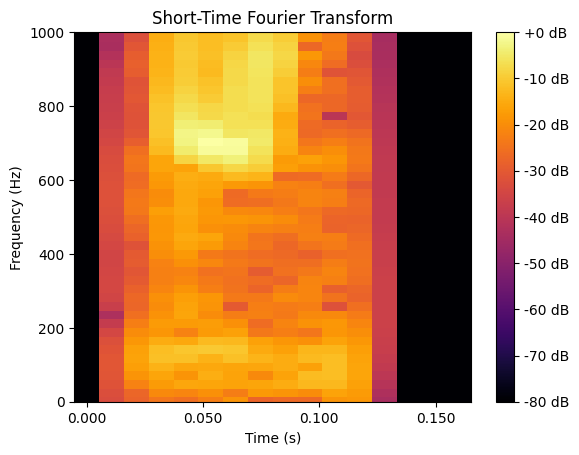 Short-Time Fourier Transform
Frequency (Hz)
1000
800
600
400
200
0
0.000
0.050
0.100
0.150
Time (s)
+0 dB
-10 dB
-20 dB
-30 dB
-40 dB
-50 dB
-60 dB
-70 dB
-80 dB